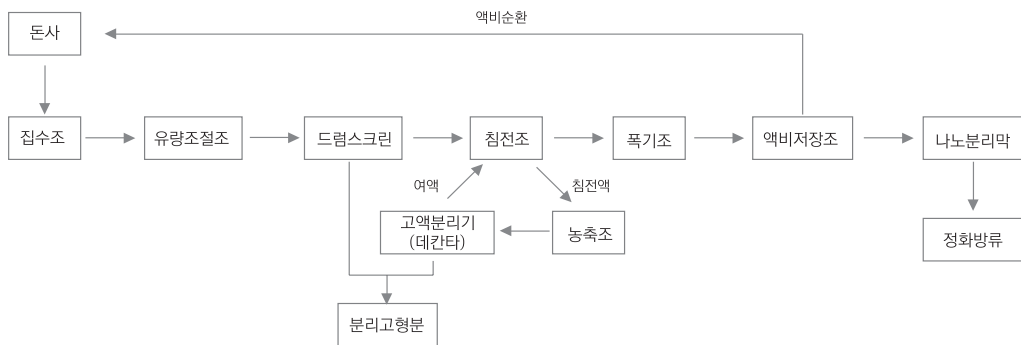 액비순환
돈사
집수조
유량조절조
드럼스크린
침전조
폭기조
액비저장조
나노분리막
여액
침전액
고액분리기
(데칸타)
농축조
정화방류
분리고형분